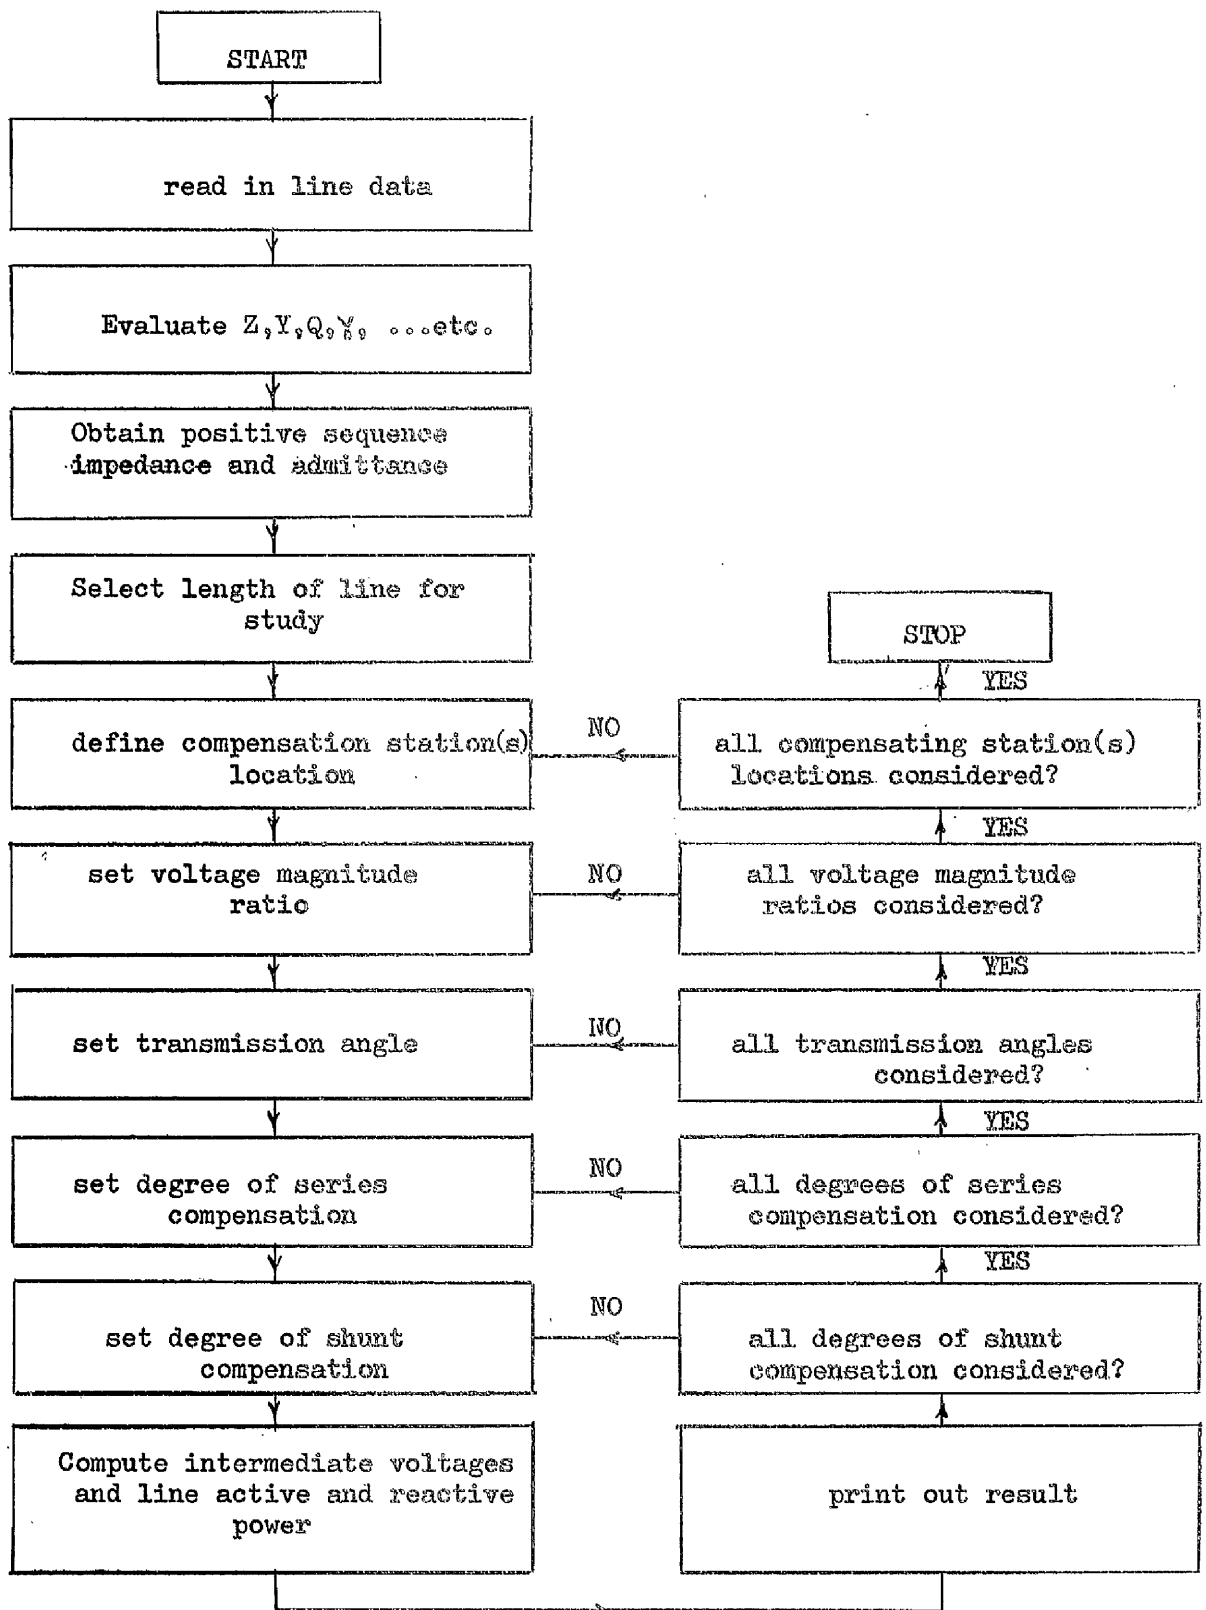 START
read in line data
Evaluate Z,Y,Q,γ, ...etc.
Obtain positive sequence
impedance and admittance
Select length of line for
study
define compensation station(s)
location
set voltage magnitude
ratio
set transmission angle
set degree of series
compensation
set degree of shunt
compensation
Compute intermediate voltages
and line active and reactive
power
print out result
all degrees of shunt
compensation considered?
NO
YES
all degrees of series
compensation considered?
NO
YES
all transmission angles
considered?
NO
YES
all voltage magnitude
ratios considered?
NO
YES
all compensating station(s)
locations considered?
NO
YES
STOP